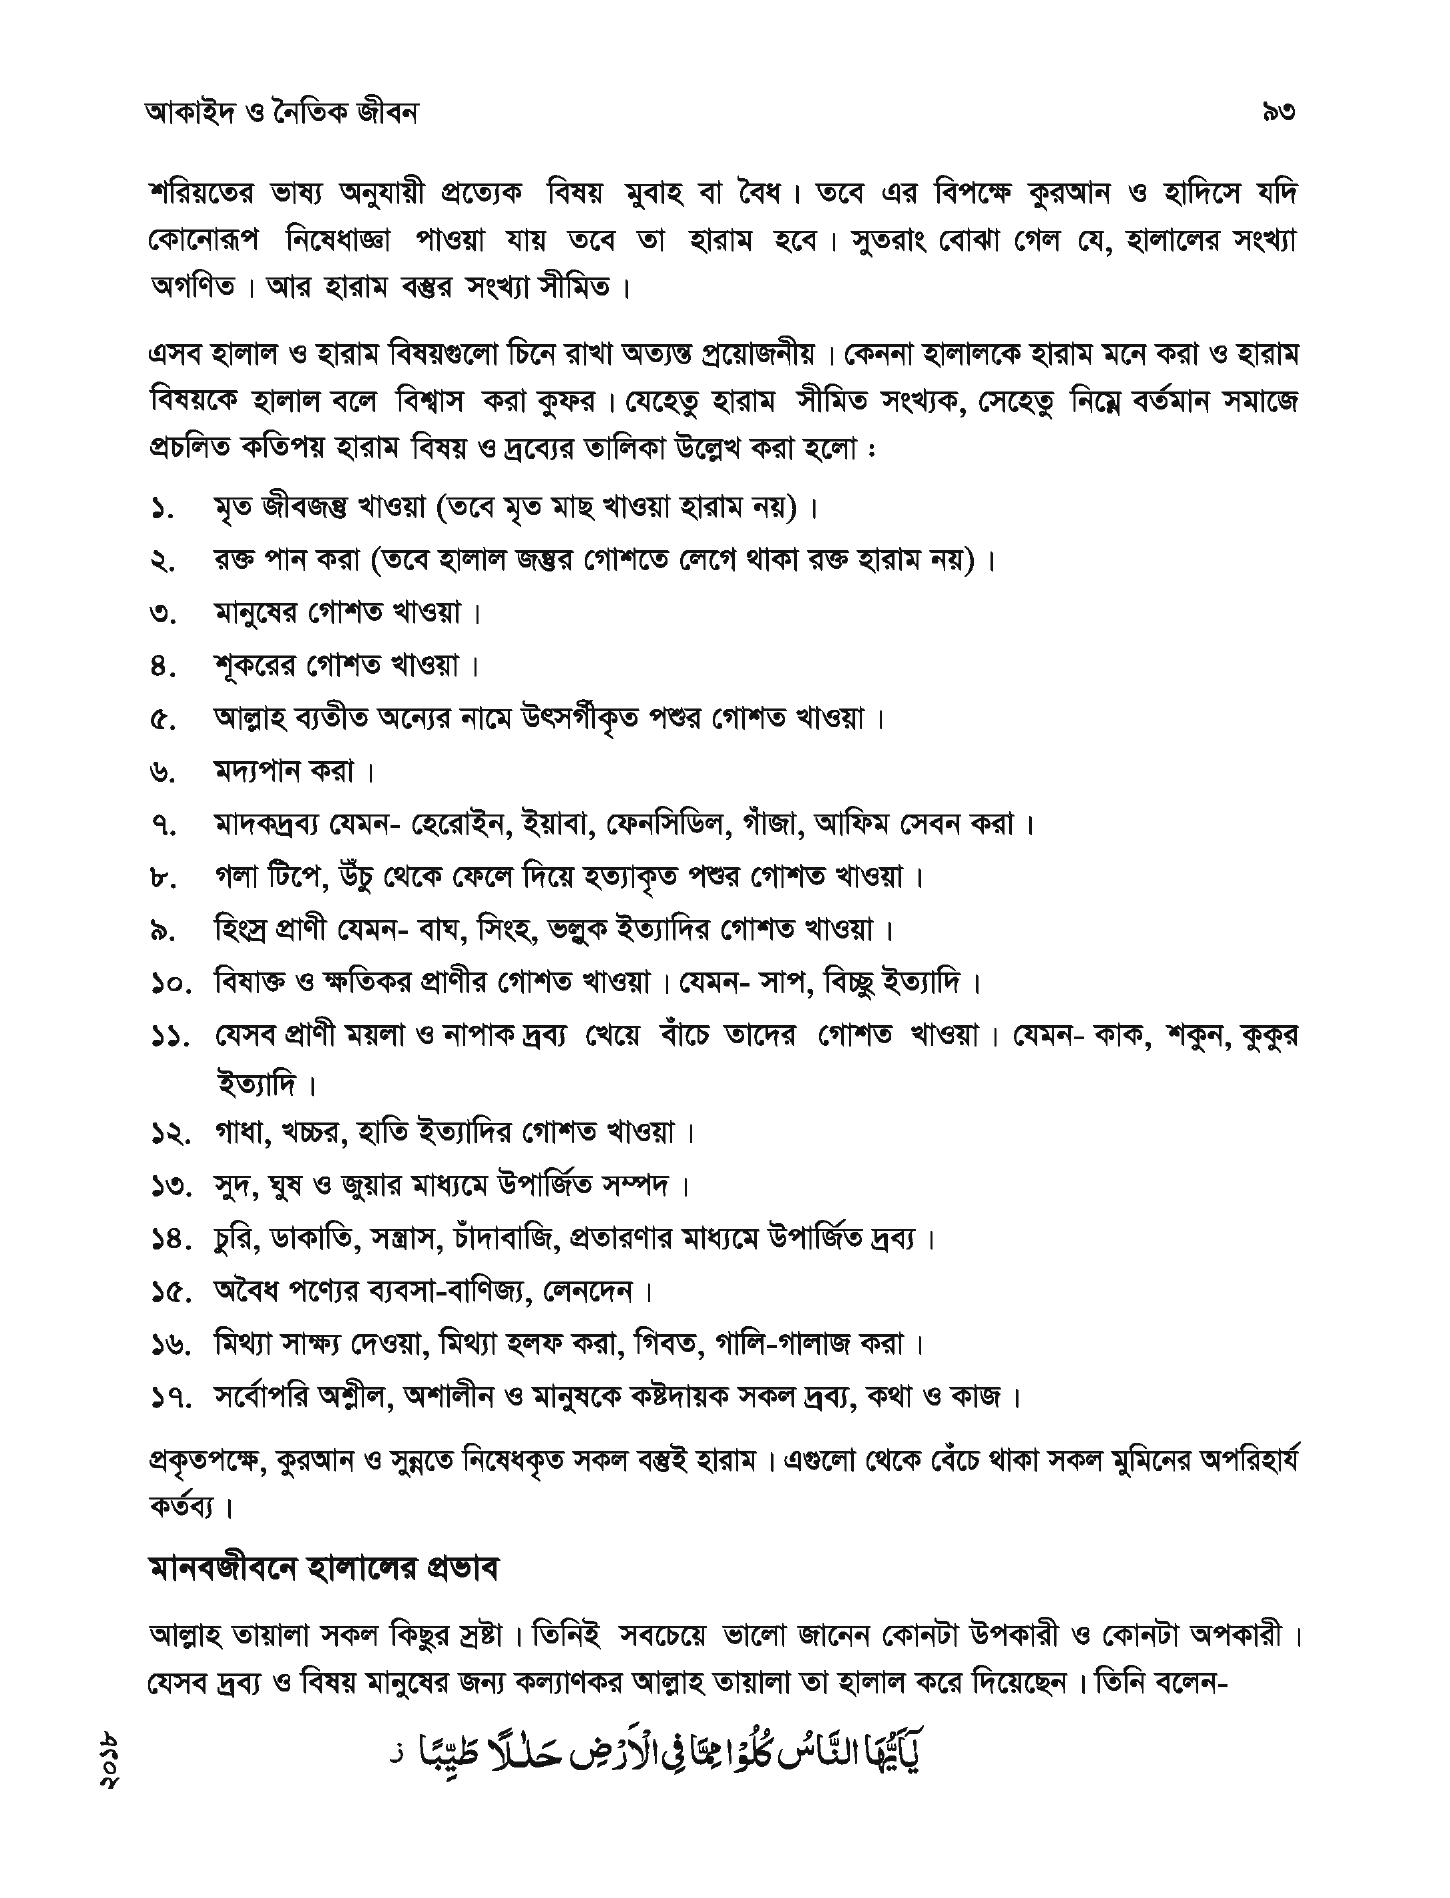 আকাইদ ও নৈতিক জীবন ৯৩
শরিয়তের ভাষ্য অনুযায়ী প্রত্যেক বিষয় মুবাহ বা বৈধ। তবে এর বিপক্ষে কুরআন ও হাদিসে যদি
কোনোরূপ নিষেধাজ্ঞা পাওয়া যায় তবে তা হারাম হবে। সুতরাং বোঝা গেল যে, হালালের সংখ্যা
অগণিত। আর হারাম বস্তুর সংখ্যা সীমিত।
এসব হালাল ও হারাম বিষয়গুলো চিনে রাখা অত্যন্ত প্রয়োজনীয়। কেননা হালালকে হারাম মনে করা ও হারাম
বিষয়কে হালাল বলে বিশ্বাস করা কুফর। যেহেতু হারাম সীমিত সংখ্যক, সেহেতু নিম্নে বর্তমান সমাজে
প্রচলিত কতিপয় হারাম বিষয় ও দ্রব্যের তালিকা উল্লেখ করা হলো :
১. মৃত জীবজন্তু খাওয়া (তবে মৃত মাছ খাওয়া হারাম নয়)।
২. রক্ত পান করা (তবে হালাল জন্তুর গোশতে লেগে থাকা রক্ত হারাম নয়)।
৩. মানুষের গোশত খাওয়া।
৪. শূকরের গোশত খাওয়া।
৫. আল্লাহ ব্যতীত অন্যের নামে উৎসর্গীকৃত পশুর গোশত খাওয়া।
৬. মদ্যপান করা।
৭. মাদকদ্রব্য যেমন- হেরোইন, ইয়াবা, ফেনসিডিল, গাঁজা, আফিম সেবন করা।
৮. গলা টিপে, উঁচু থেকে ফেলে দিয়ে হত্যাকৃত পশুর গোশত খাওয়া।
৯. হিংস্র প্রাণী যেমন- বাঘ, সিংহ, ভল্লুক ইত্যাদির গোশত খাওয়া।
১০. বিষাক্ত ও ক্ষতিকর প্রাণীর গোশত খাওয়া। যেমন- সাপ, বিচ্ছু ইত্যাদি।
১১. যেসব প্রাণী ময়লা ও নাপাক দ্রব্য খেয়ে বাঁচে তাদের গোশত খাওয়া। যেমন- কাক, শকুন, কুকুর
ইত্যাদি।
১২. গাধা, খচ্চর, হাতি ইত্যাদির গোশত খাওয়া।
১৩. সুদ, ঘুষ ও জুয়ার মাধ্যমে উপার্জিত সম্পদ।
১৪. চুরি, ডাকাতি, সন্ত্রাস, চাঁদাবাজি, প্রতারণার মাধ্যমে উপার্জিত দ্রব্য।
১৫. অবৈধ পণ্যের ব্যবসা-বাণিজ্য, লেনদেন।
১৬. মিথ্যা সাক্ষ্য দেওয়া, মিথ্যা হলফ করা, গিবত, গালি-গালাজ করা।
১৭. সর্বোপরি অশ্লীল, অশালীন ও মানুষকে কষ্টদায়ক সকল দ্রব্য, কথা ও কাজ।
প্রকৃতপক্ষে, কুরআন ও সুন্নতে নিষেধকৃত সকল বস্তুই হারাম। এগুলো থেকে বেঁচে থাকা সকল মুমিনের অপরিহার্য
কর্তব্য।
মানবজীবনে হালালের প্রভাব
আল্লাহ তায়ালা সকল কিছুর স্রষ্টা। তিনিই সবচেয়ে ভালো জানেন কোনটা উপকারী ও কোনটা অপকারী।
যেসব দ্রব্য ও বিষয় মানুষের জন্য কল্যাণকর আল্লাহ তায়ালা তা হালাল করে দিয়েছেন। তিনি বলেন-
يٰٓاَيُّهَا النَّاسُ كُلُوْا مِمَّا فِى الْاَرْضِ حَلٰلًا طَيِّبًا ز
২০১৮